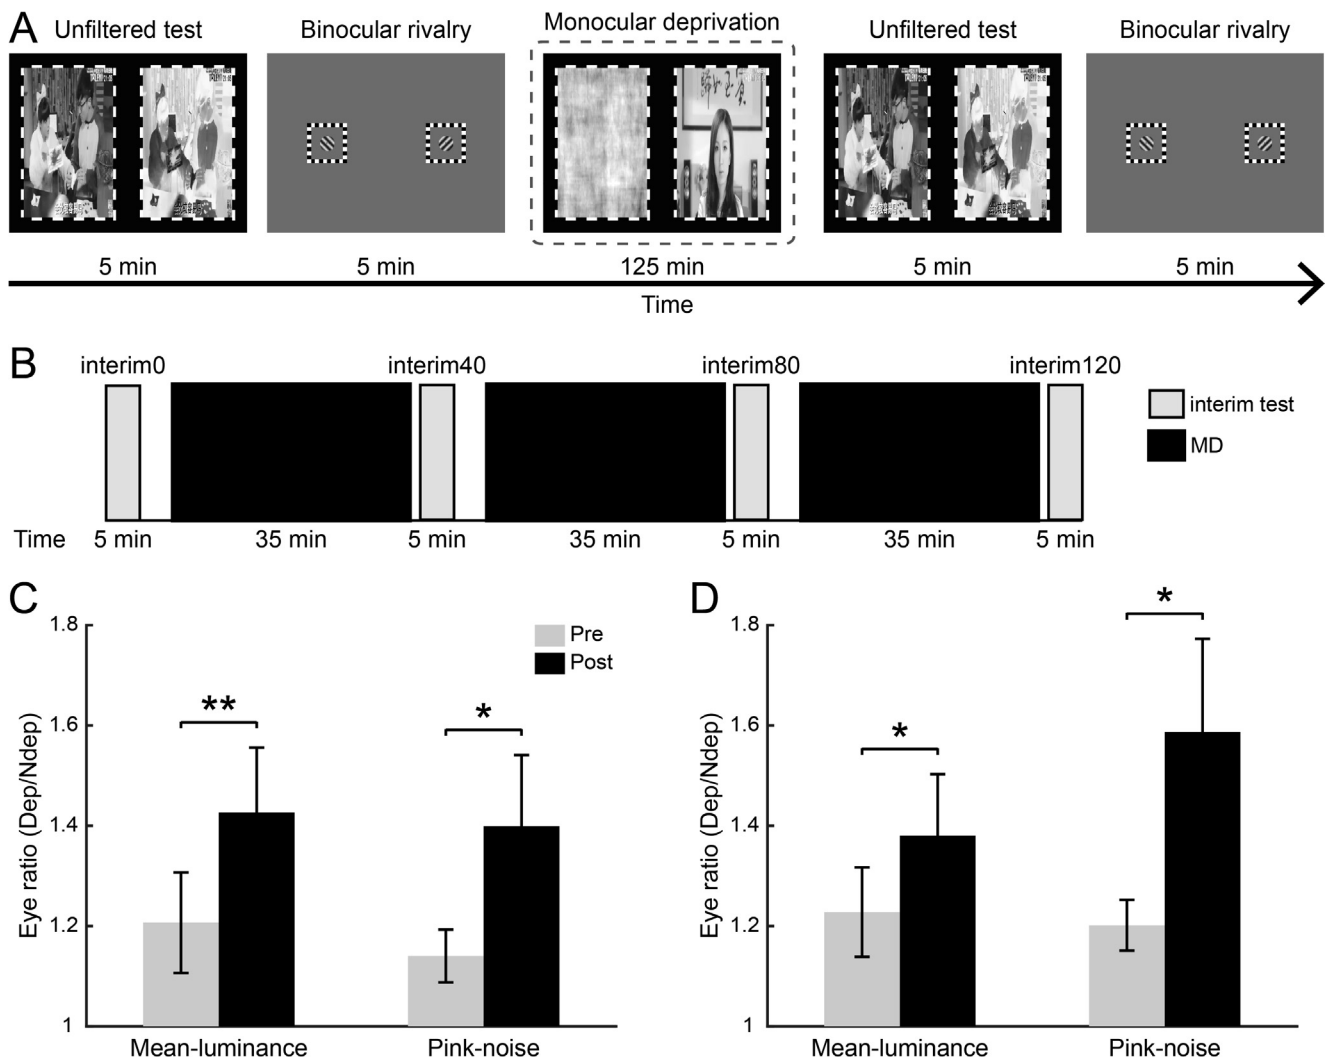 A
Unfiltered test
Binocular rivalry
Monocular deprivation
Unfiltered test
Binocular rivalry
5 min
5 min
125 min
5 min
5 min
Time
B
interim0
interim40
interim80
interim120
interim test
MD
Time
5 min
35 min
5 min
35 min
5 min
35 min
5 min
C
Eye ratio (Dep/Ndep)
1.8
1.6
1.4
1.2
1
Pre
Post
**
*
Mean-luminance
Pink-noise
D
Eye ratio (Dep/Ndep)
1.8
1.6
1.4
1.2
1
*
*
Mean-luminance
Pink-noise